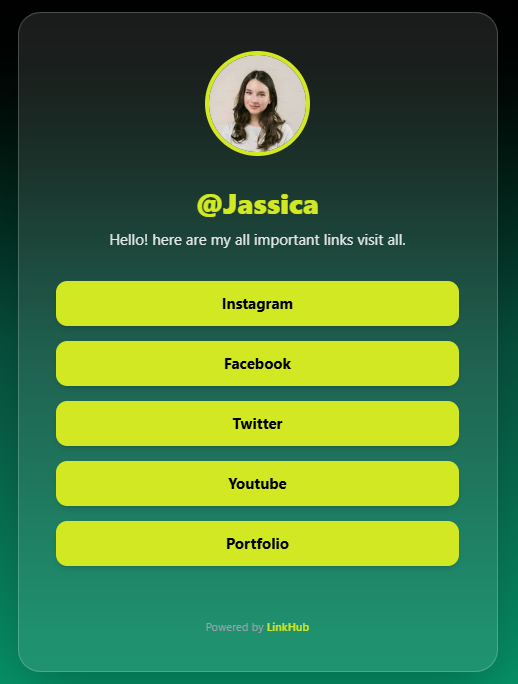 @Jassica
Hello! here are my all important links visit all.
Instagram
Facebook
Twitter
Youtube
Portfolio
Powered by LinkHub